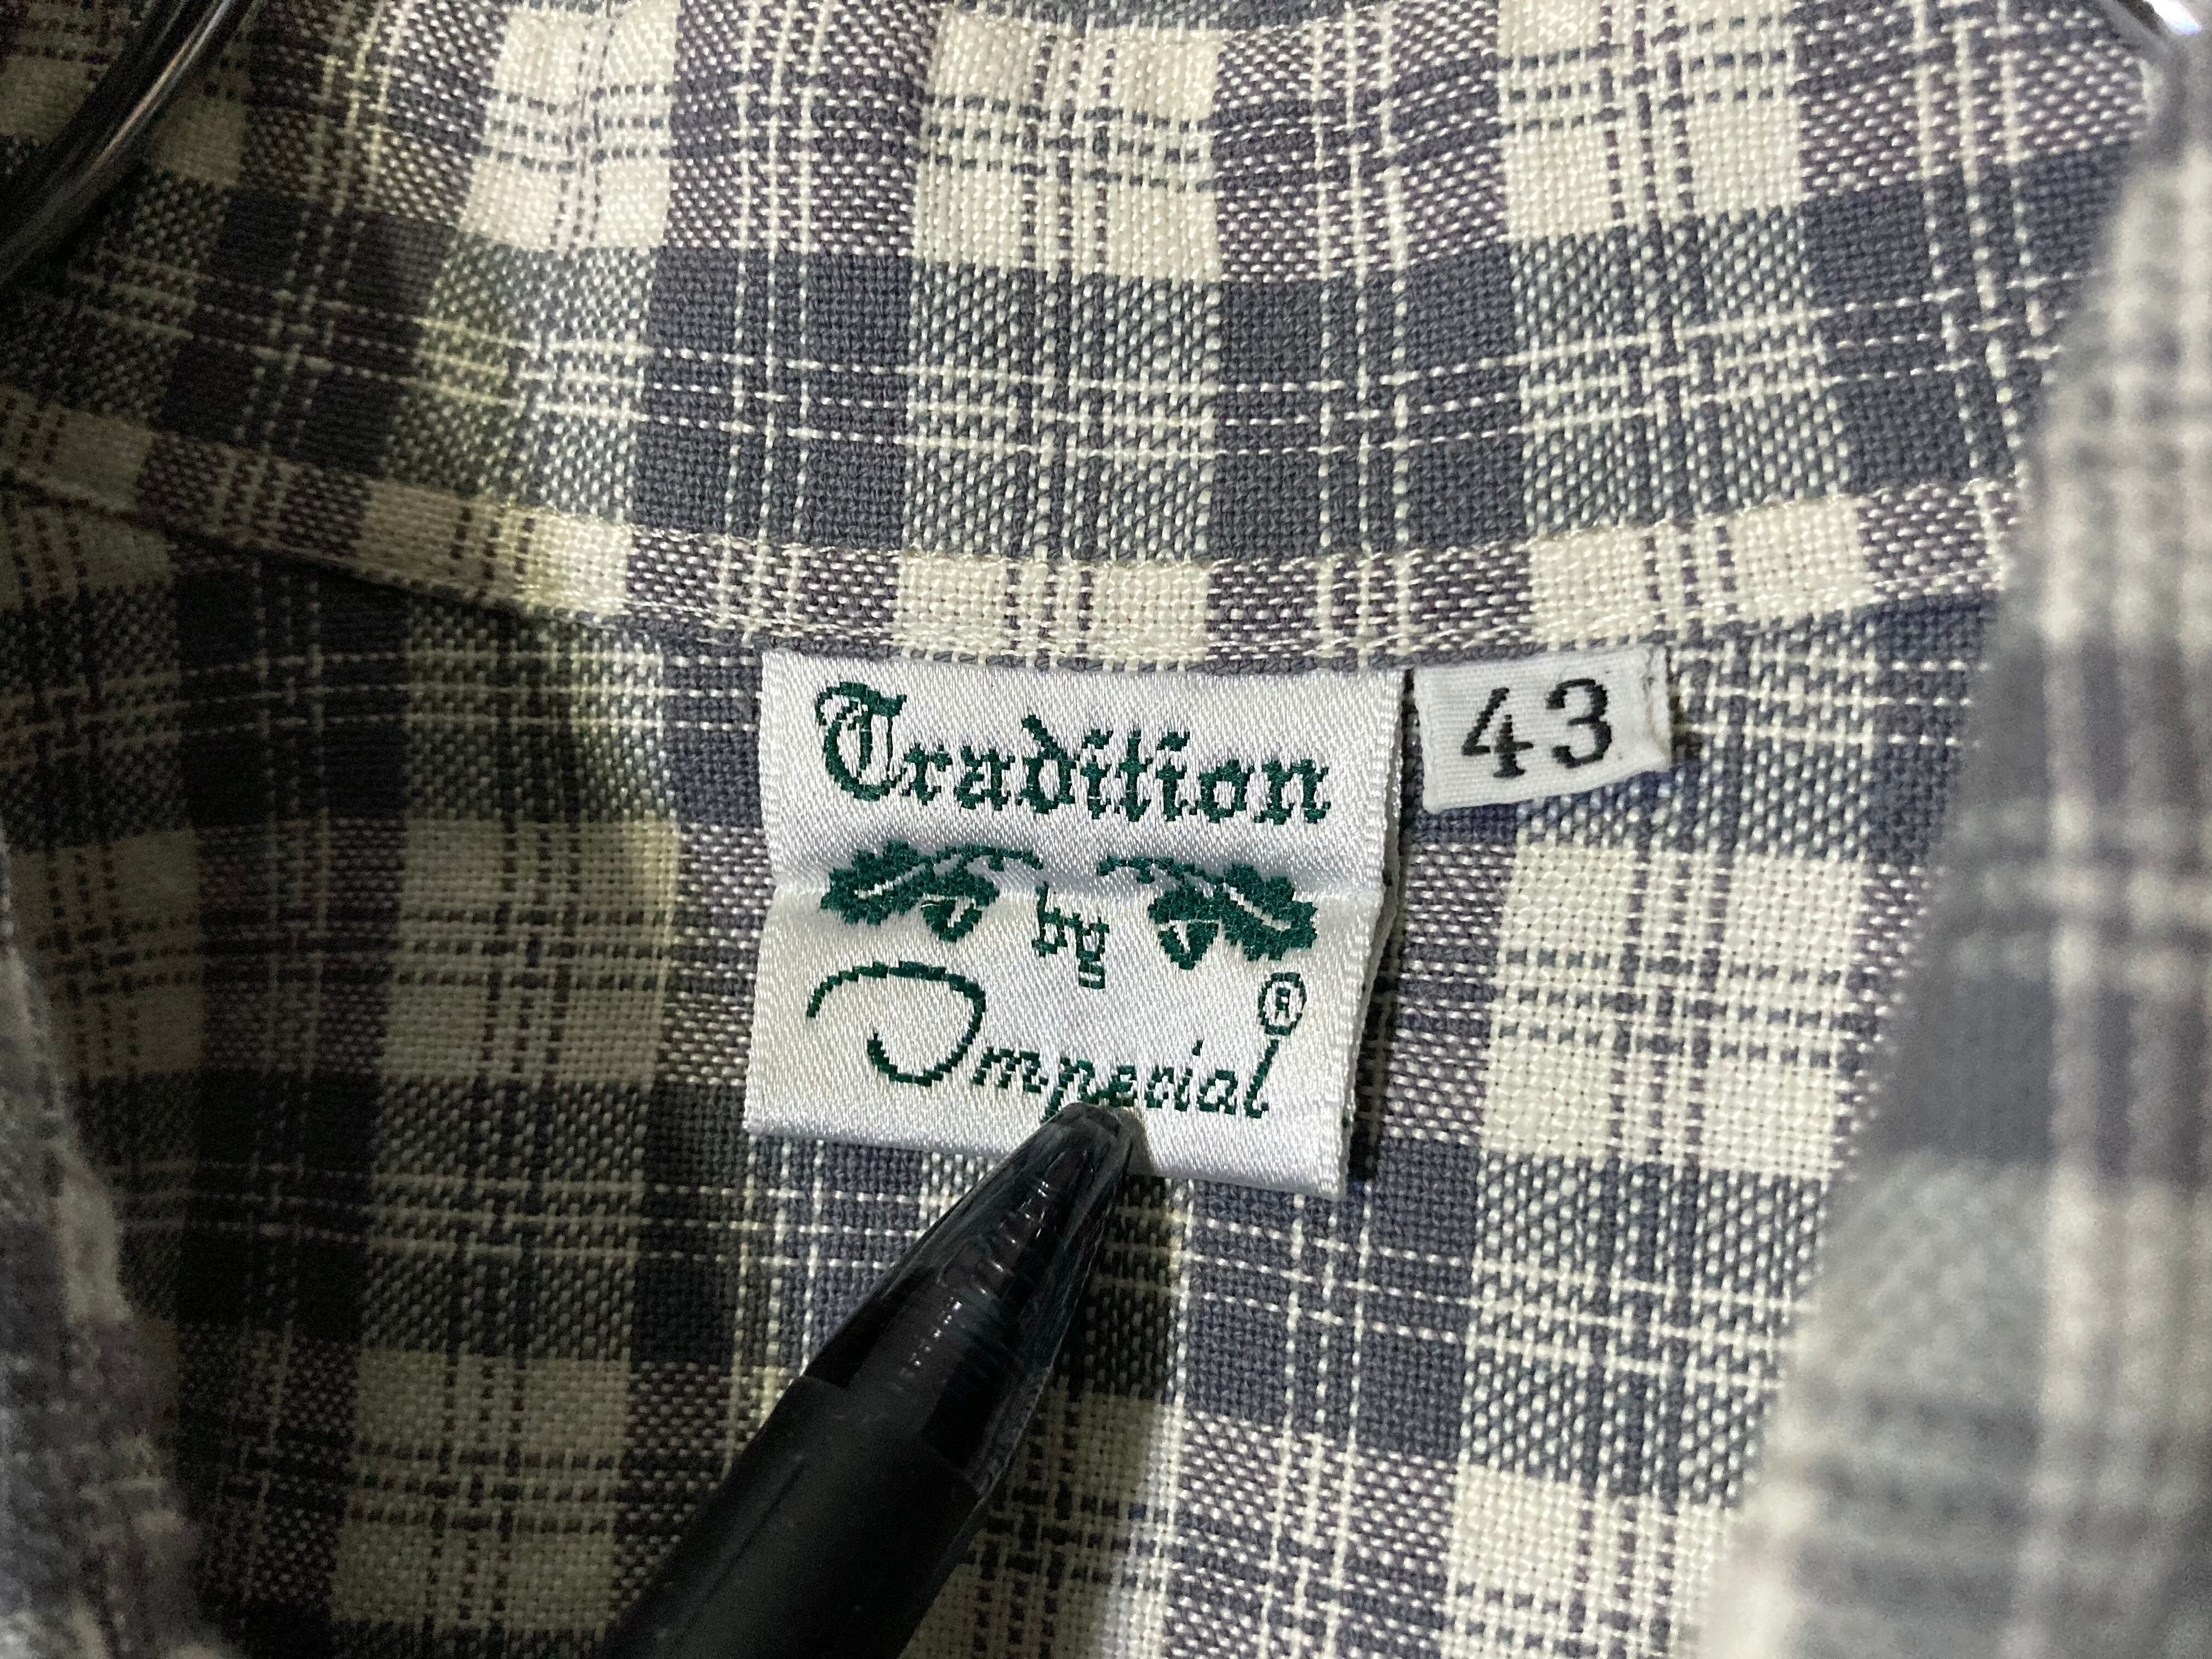 Tradition
43
by
Imperial ®